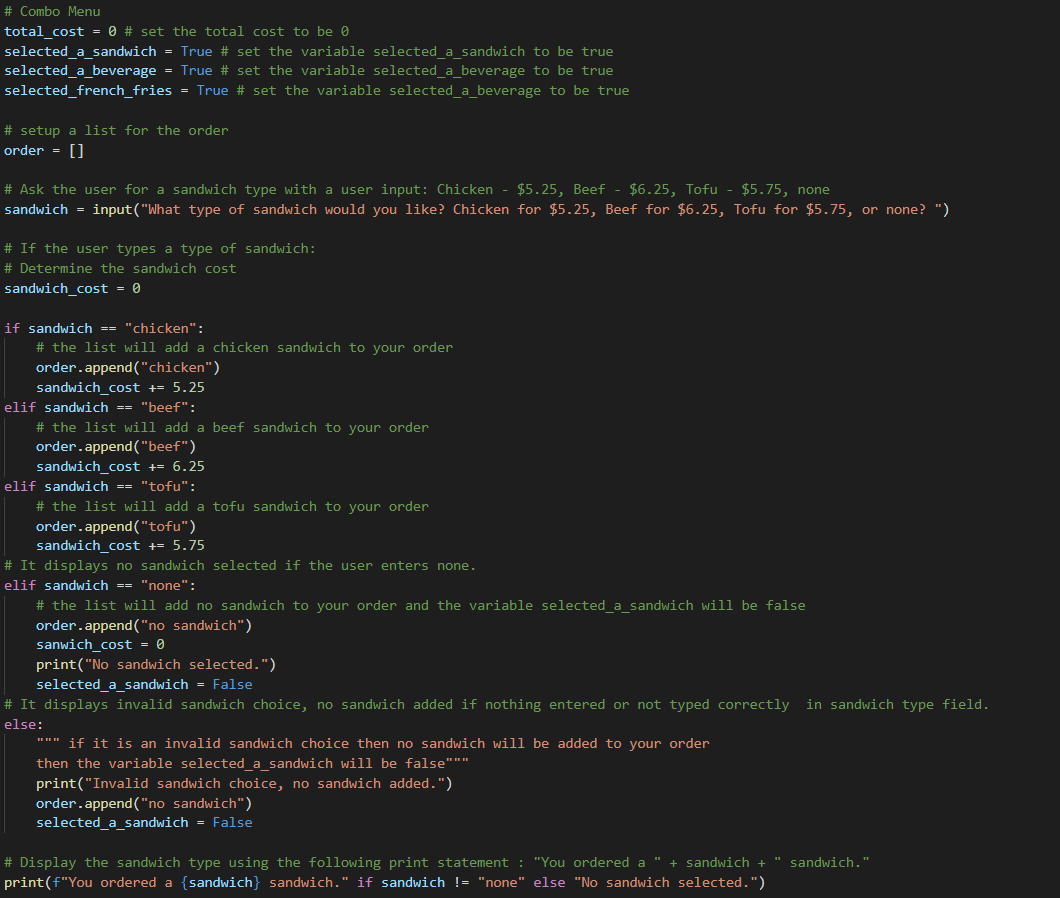 # Combo Menu
total_cost = 0 # set the total cost to be 0
selected_a_sandwich = True # set the variable selected_a_sandwich to be true
selected_a_beverage = True # set the variable selected_a_beverage to be true
selected_french_fries = True # set the variable selected_a_beverage to be true
# setup a list for the order
order = []
# Ask the user for a sandwich type with a user input: Chicken - $5.25, Beef - $6.25, Tofu - $5.75, none
sandwich = input("What type of sandwich would you like? Chicken for $5.25, Beef for $6.25, Tofu for $5.75, or none? ")
# If the user types a type of sandwich:
# Determine the sandwich cost
sandwich_cost = 0
if sandwich == "chicken":
    # the list will add a chicken sandwich to your order
    order.append("chicken")
    sandwich_cost += 5.25
elif sandwich == "beef":
    # the list will add a beef sandwich to your order
    order.append("beef")
    sandwich_cost += 6.25
elif sandwich == "tofu":
    # the list will add a tofu sandwich to your order
    order.append("tofu")
    sandwich_cost += 5.75
# It displays no sandwich selected if the user enters none.
elif sandwich == "none":
    # the list will add no sandwich to your order and the variable selected_a_sandwich will be false
    order.append("no sandwich")
    sanwich_cost = 0
    print("No sandwich selected.")
    selected_a_sandwich = False
# It displays invalid sandwich choice, no sandwich added if nothing entered or not typed correctly  in sandwich type field.
else:
    """ if it is an invalid sandwich choice then no sandwich will be added to your order
    then the variable selected_a_sandwich will be false"""
    print("Invalid sandwich choice, no sandwich added.")
    order.append("no sandwich")
    selected_a_sandwich = False
# Display the sandwich type using the following print statement : "You ordered a " + sandwich + " sandwich."
print(f"You ordered a {sandwich} sandwich." if sandwich != "none" else "No sandwich selected.")